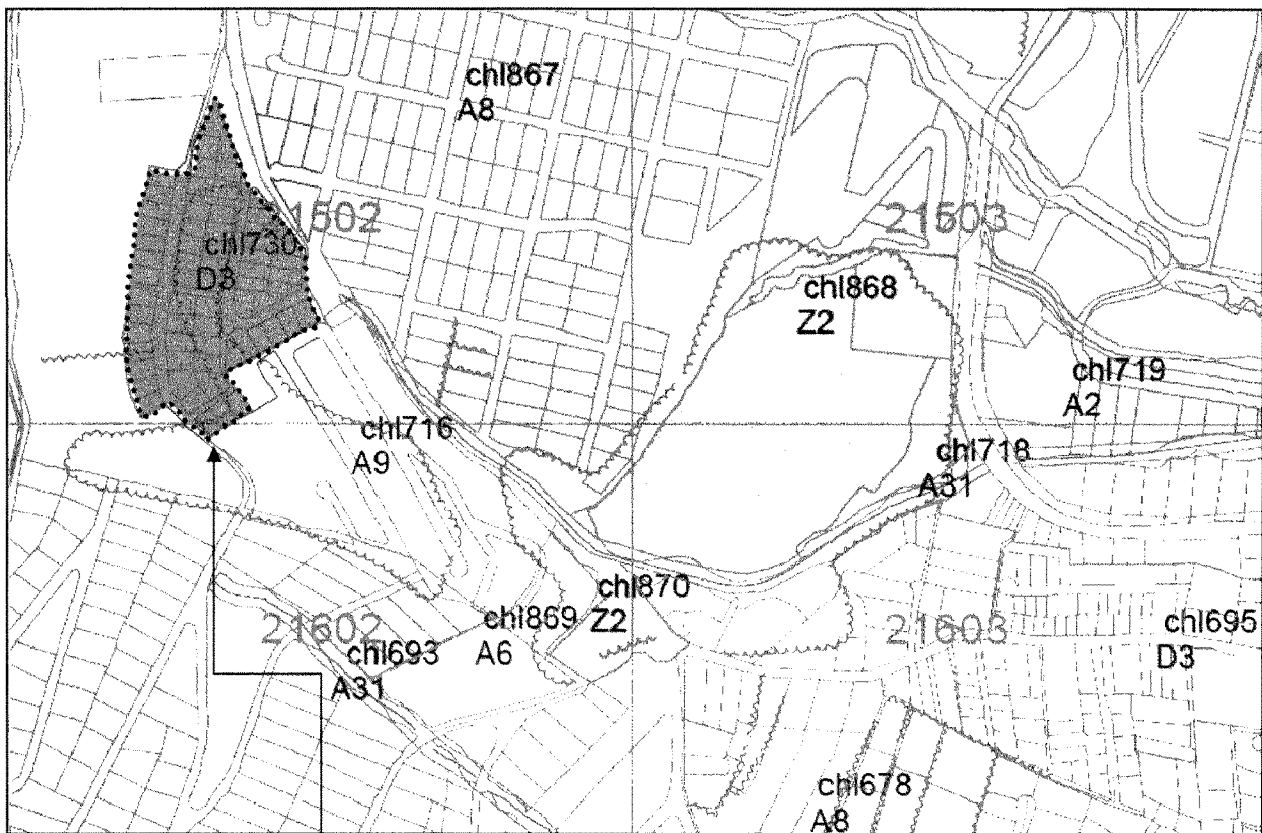 chl867
A8
21502
21503
chl730
D3
chl868
Z2
chl719
A2
chl716
A9
chl718
A31
chl870
Z2
chl869
A6
21602
21603
chl693
A31
chl695
D3
chl678
A8